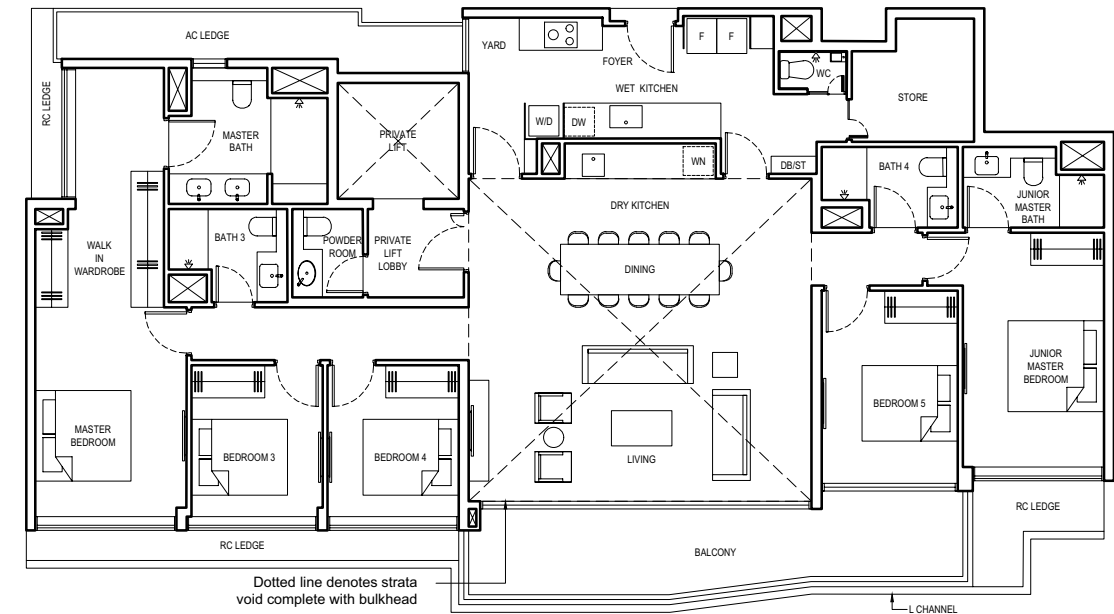 AC LEDGE
YARD
FOYER
F
F
WC
RC LEDGE
WET KITCHEN
STORE
W/D
DW
MASTER
BATH
PRIVATE
LIFT
WN
DB/ST
BATH 4
JUNIOR
MASTER
BATH
DRY KITCHEN
WALK
IN
WARDROBE
BATH 3
POWDER
ROOM
PRIVATE
LIFT
LOBBY
DINING
JUNIOR
MASTER
BEDROOM
BEDROOM 5
MASTER
BEDROOM
BEDROOM 3
BEDROOM 4
LIVING
RC LEDGE
RC LEDGE
BALCONY
Dotted line denotes strata
void complete with bulkhead
L CHANNEL